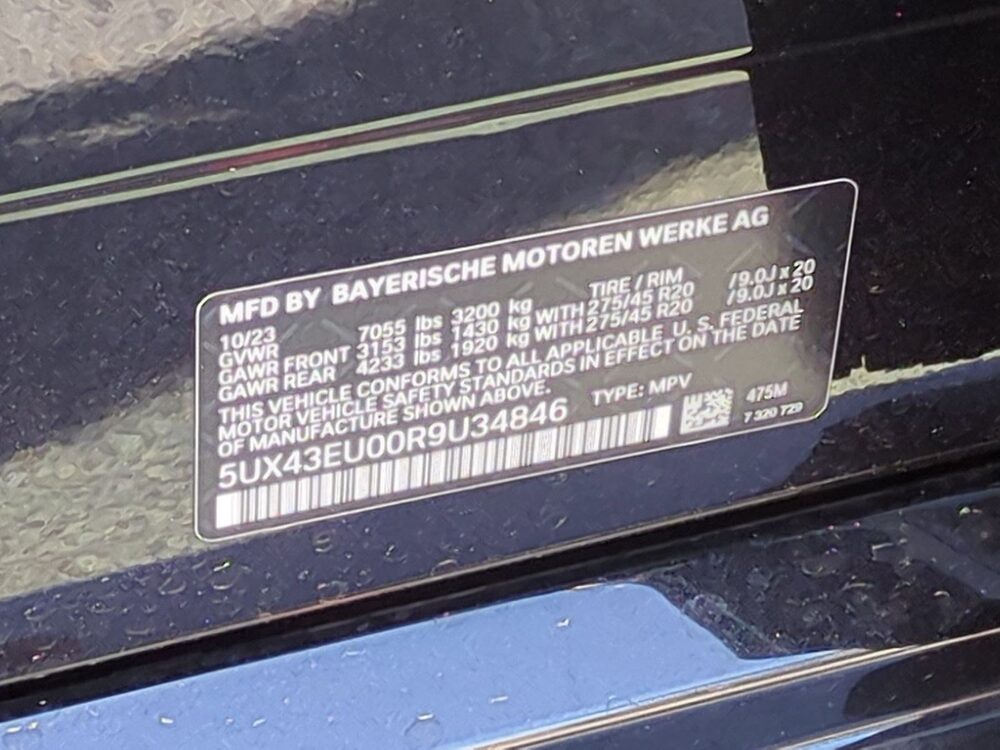 MFD BY BAYERISCHE MOTOREN WERKE AG
10/23 TIRE / RIM
GVWR 7055 lbs 3200 kg
GAWR FRONT 3153 lbs 1430 kg WITH 275/45 R20 /9.0J x 20
GAWR REAR 4233 lbs 1920 kg WITH 275/45 R20 /9.0J x 20
THIS VEHICLE CONFORMS TO ALL APPLICABLE U. S. FEDERAL
MOTOR VEHICLE SAFETY STANDARDS IN EFFECT ON THE DATE
OF MANUFACTURE SHOWN ABOVE.
TYPE: MPV
5UX43EU00R9U34846
475M
7 320 729